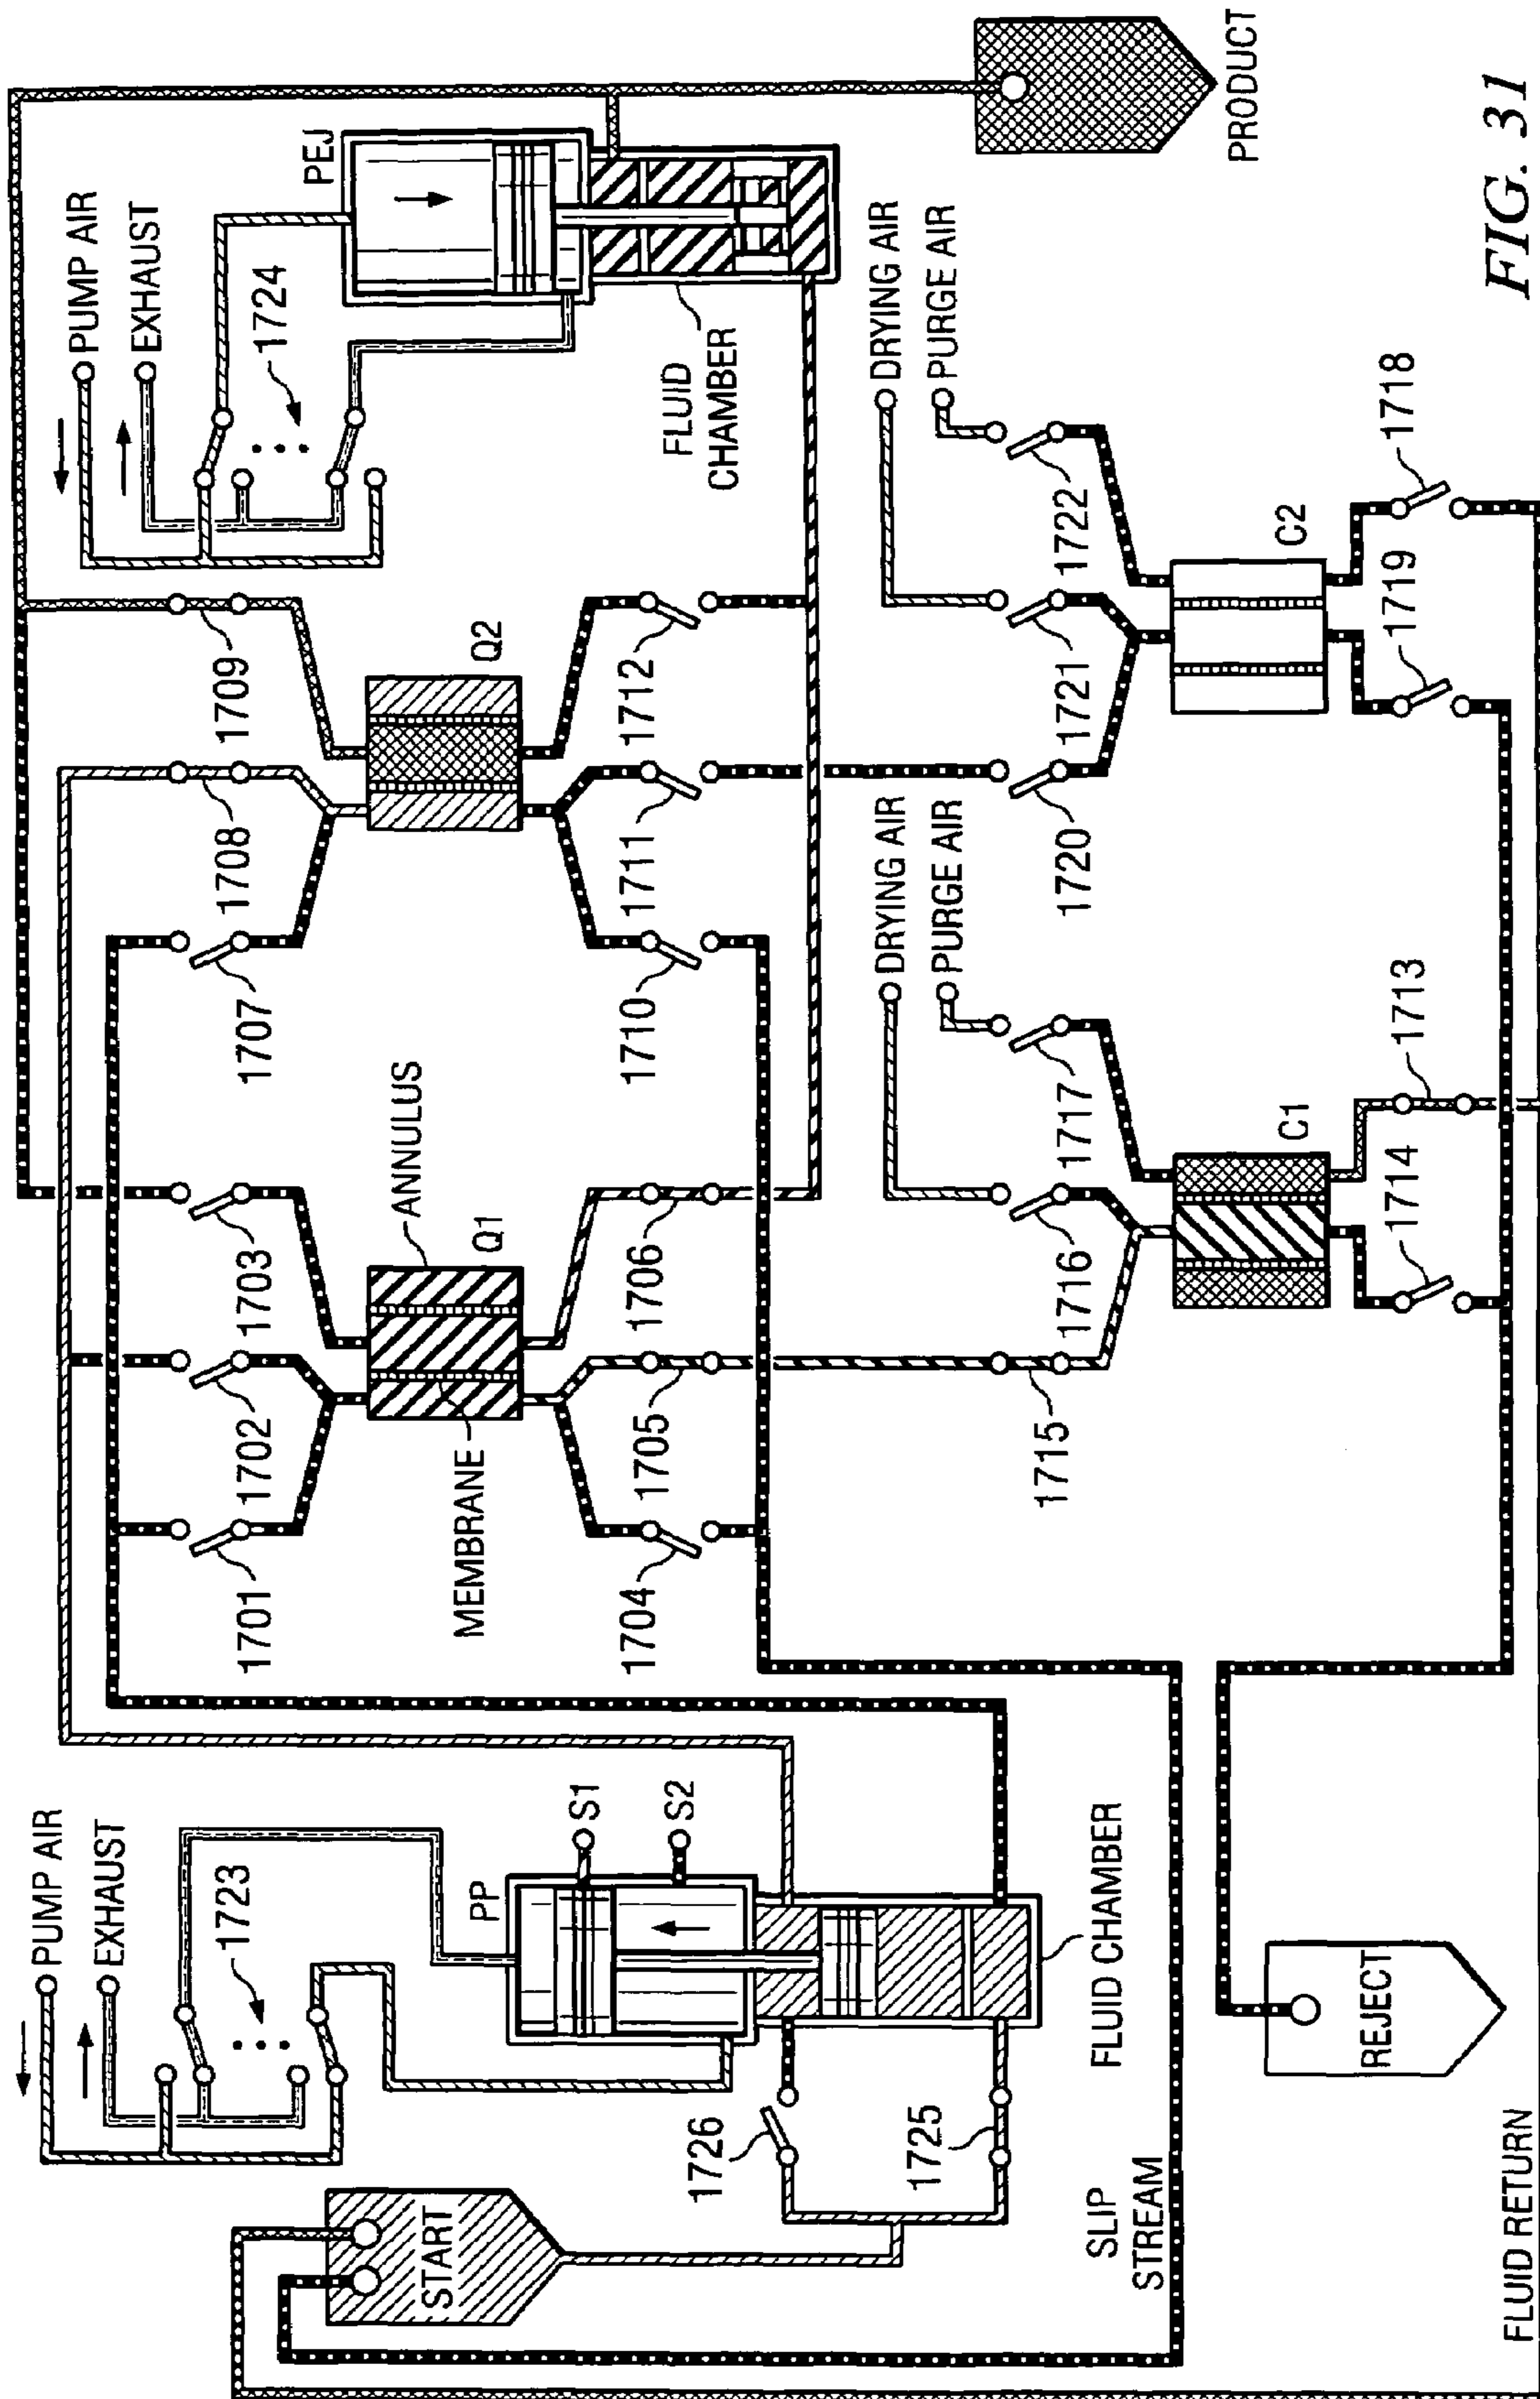 PUMP AIR
EXHAUST
1723
PP
S1
S2
START
1726
1725
FLUID CHAMBER
SLIP
STREAM
REJECT
FLUID RETURN
1701
1702
1703
MEMBRANE
ANNULUS
Q1
1704
1705
1706
1707
1708
1709
Q2
1710
1711
1712
PUMP AIR
EXHAUST
1724
PEJ
FLUID
CHAMBER
PRODUCT
1715
1716
1717
DRYING AIR
PURGE AIR
C1
1714
1713
1720
1721
1722
DRYING AIR
PURGE AIR
C2
1719
1718
FIG. 31